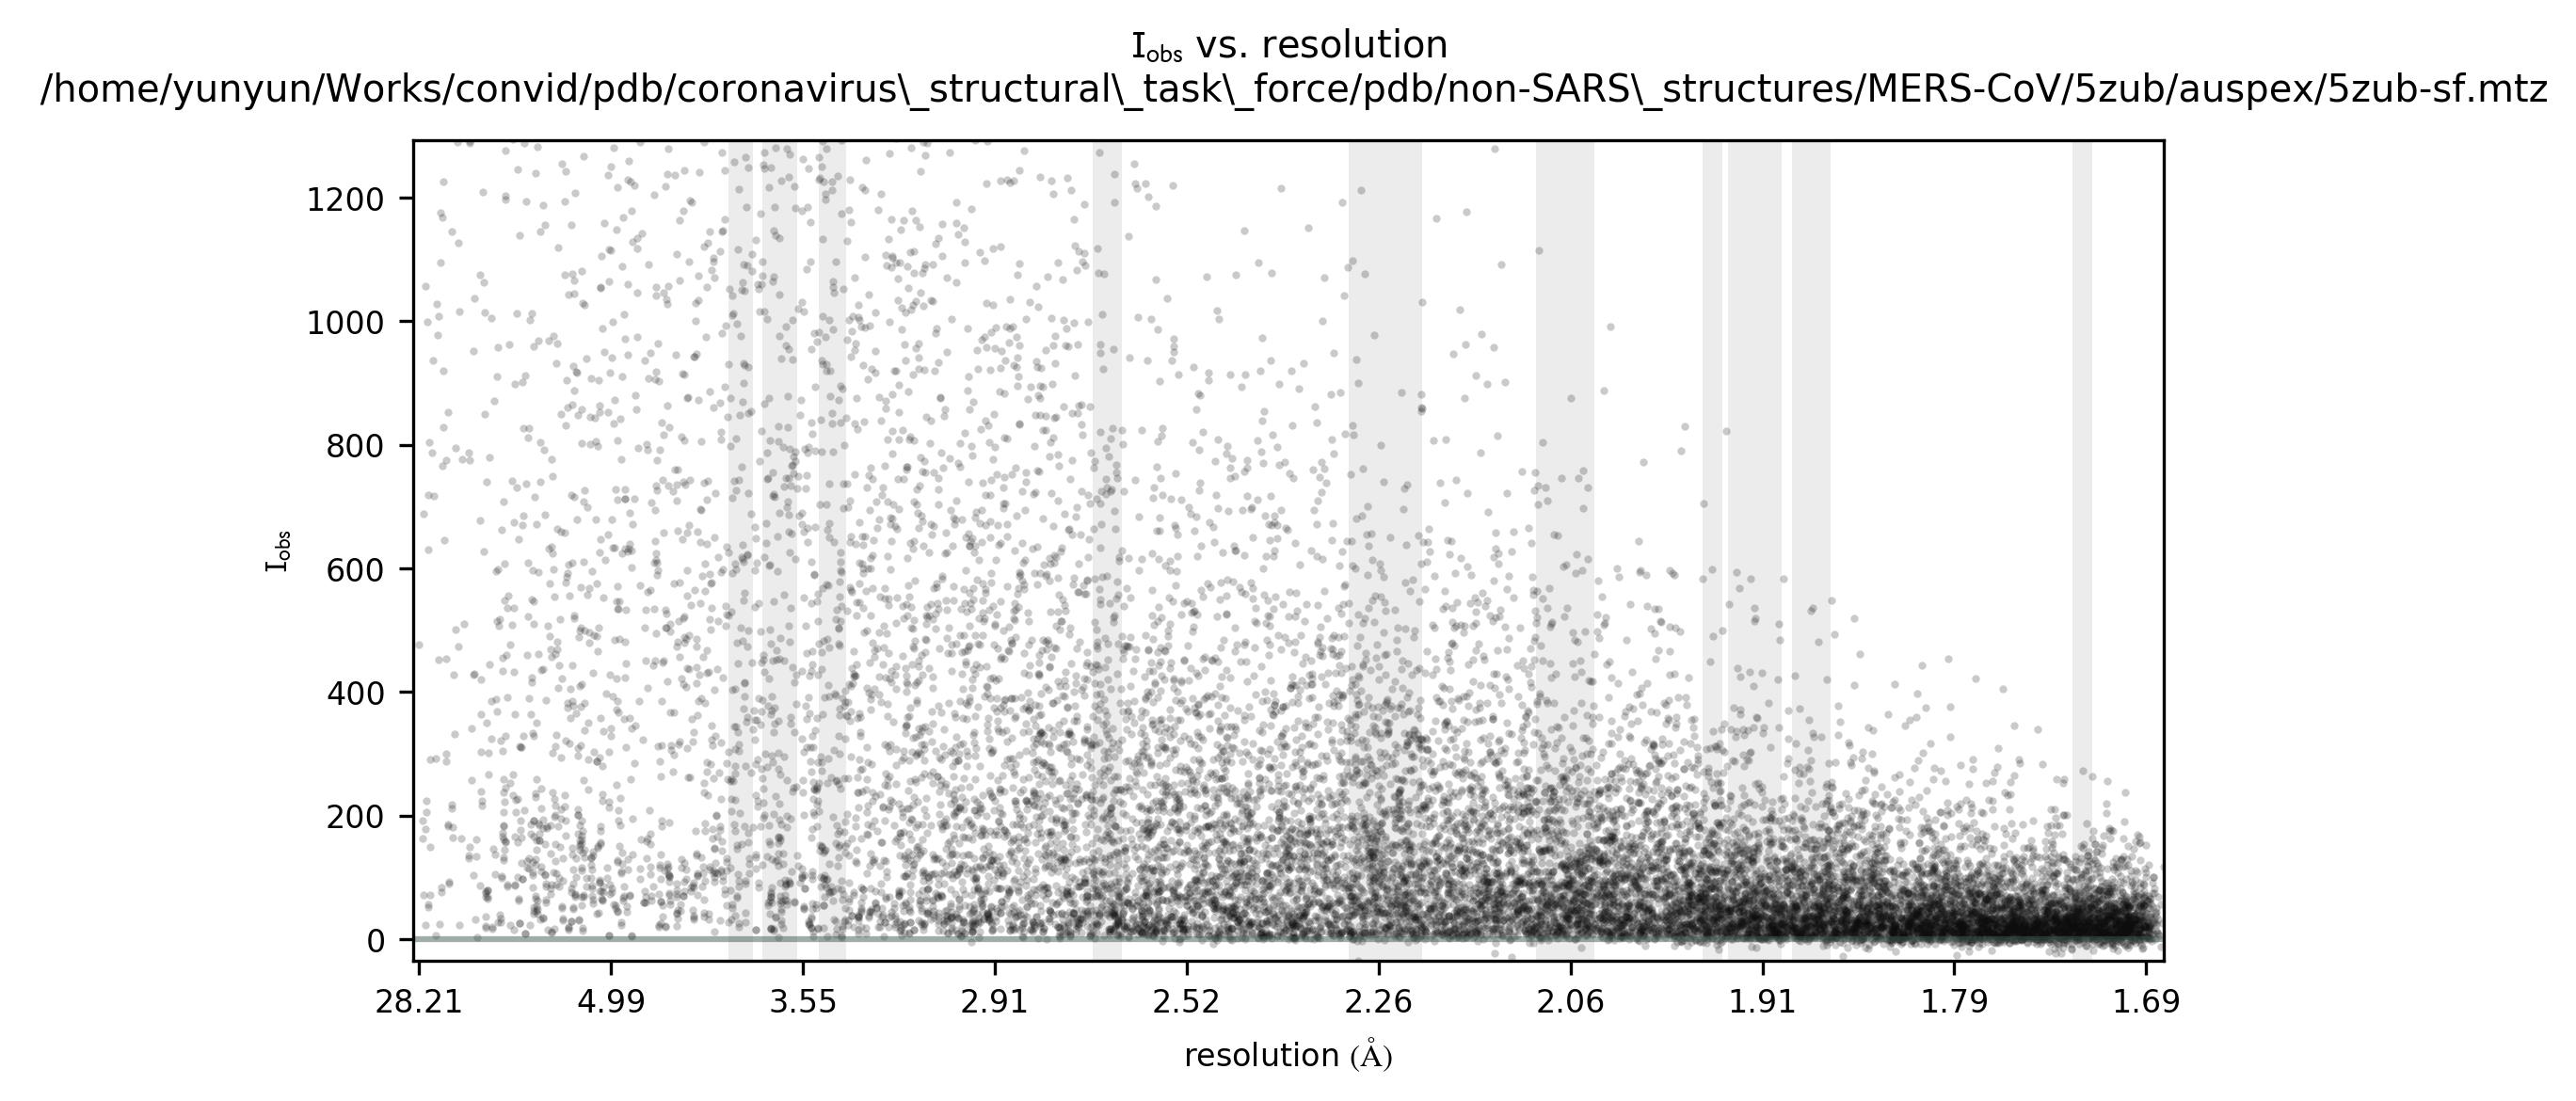 I_obs vs. resolution
/home/yunyun/Works/convid/pdb/coronavirus\_structural\_task\_force/pdb/non-SARS\_structures/MERS-CoV/5zub/auspex/5zub-sf.mtz
1200
1000
800
I_obs
600
400
200
0
28.21 4.99 3.55 2.91 2.52 2.26 2.06 1.91 1.79 1.69
resolution (Å)